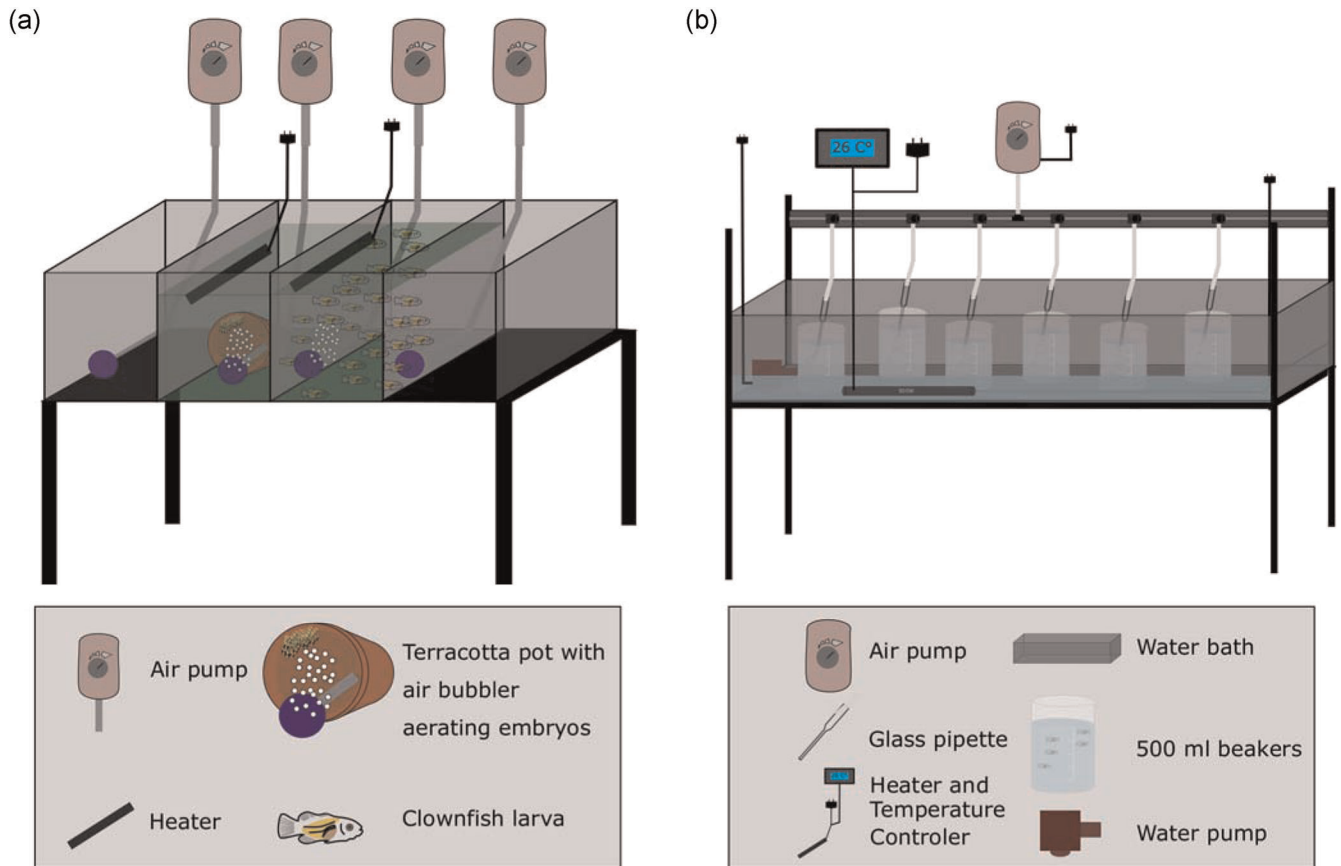 (a)
(b)
26 C°
Air pump
Terracotta pot with
air bubbler
aerating embryos
Heater
Clownfish larva
Air pump
Water bath
Glass pipette
500 ml beakers
Heater and
Temperature
Controler
Water pump